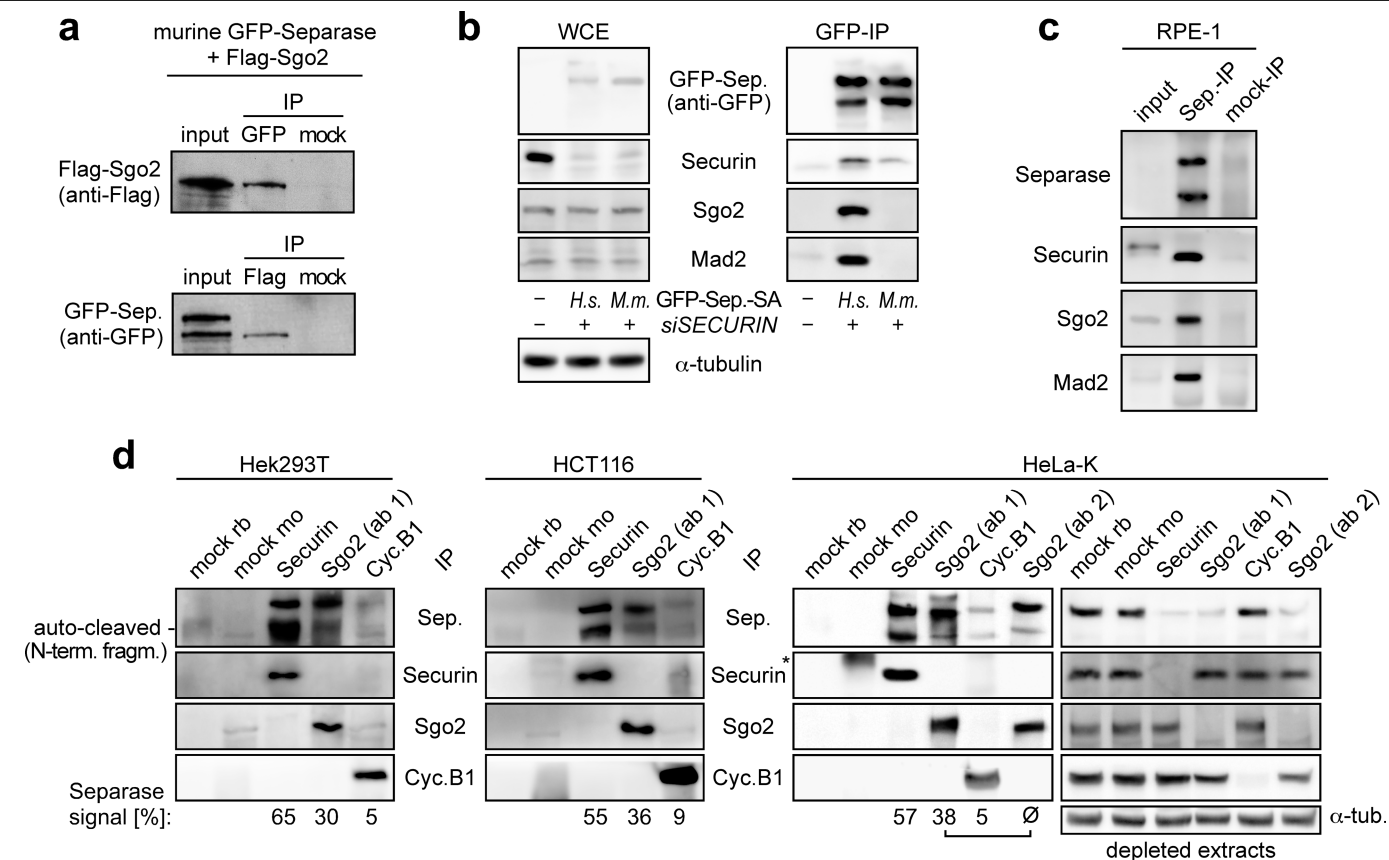 a
murine GFP-Separase
+ Flag-Sgo2
IP
input GFP mock
Flag-Sgo2
(anti-Flag)
IP
input Flag mock
GFP-Sep.
(anti-GFP)
b
WCE
GFP-IP
GFP-Sep.
(anti-GFP)
Securin
Sgo2
Mad2
– H.s. M.m. GFP-Sep.-SA – H.s. M.m.
– + + siSECURIN – + +
α-tubulin
c
RPE-1
input Sep.-IP mock-IP
Separase
Securin
Sgo2
Mad2
d
Hek293T
HCT116
HeLa-K
mock rb mock mo Securin Sgo2 (ab 1) Cyc.B1 IP
mock rb mock mo Securin Sgo2 (ab 1) Cyc.B1 IP
mock rb mock mo Securin Sgo2 (ab 1) Cyc.B1 Sgo2 (ab 2)
mock rb mock mo Securin Sgo2 (ab 1) Cyc.B1 Sgo2 (ab 2)
auto-cleaved -
(N-term. fragm.)
Sep. Sep.
Securin Securin *
Sgo2 Sgo2
Cyc.B1 Cyc.B1
Separase
signal [%]: 65 30 5 55 36 9 57 38 5 Ø
α-tub.
depleted extracts